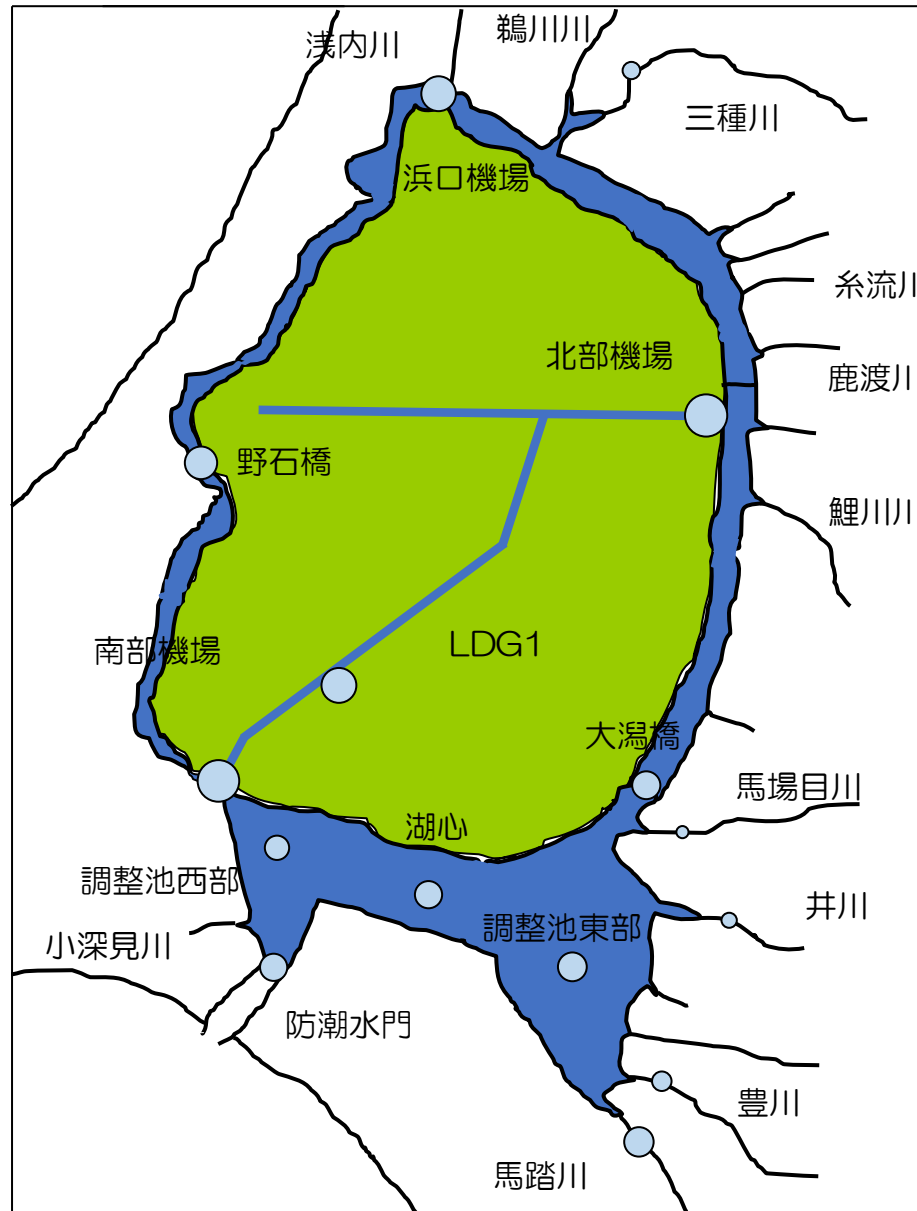 鵜川川
浅内川
三種川
浜口機場
糸流川
北部機場
鹿渡川
野石橋
鯉川川
LDG1
南部機場
大潟橋
馬場目川
湖心
調整池西部
井川
調整池東部
小深見川
防潮水門
豊川
馬踏川